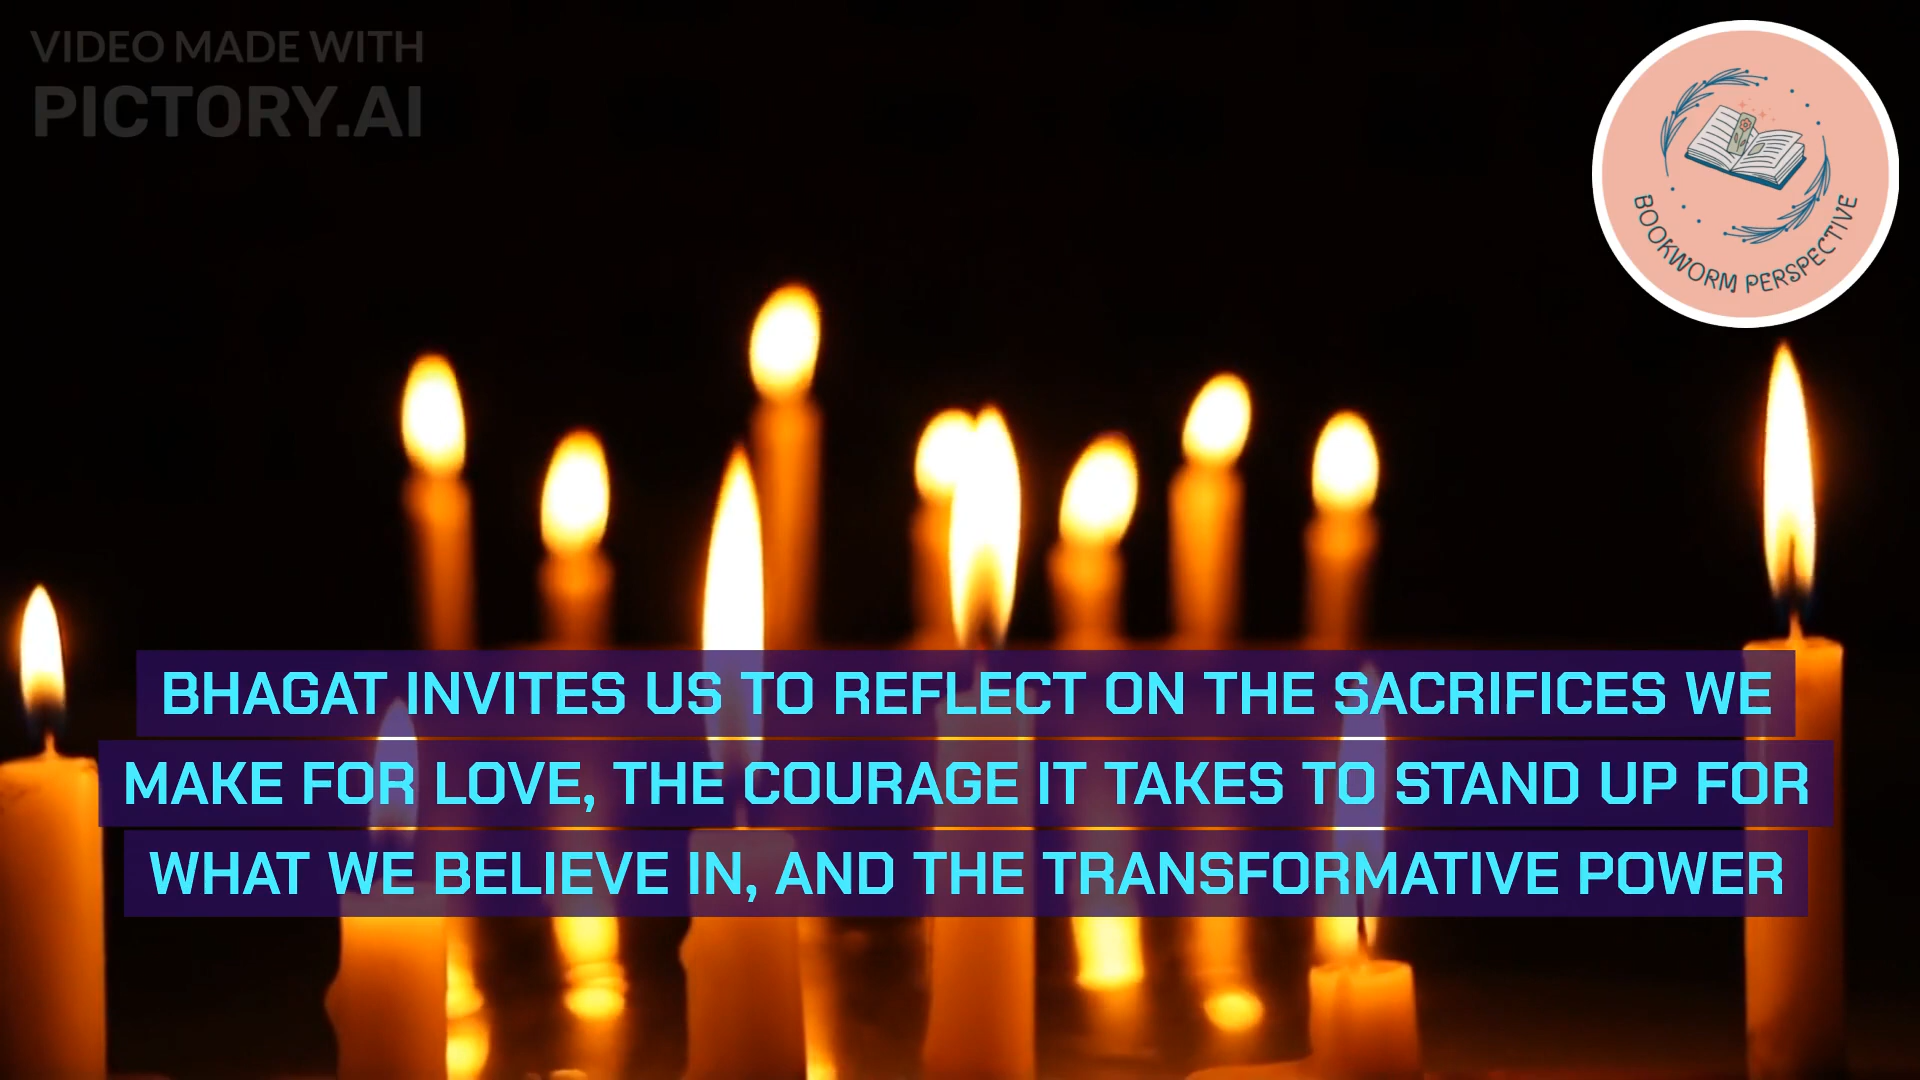 VIDEO MADE WITH
PICTORY.AI
BOOKWORM PERSPECTIVE
BHAGAT INVITES US TO REFLECT ON THE SACRIFICES WE
MAKE FOR LOVE, THE COURAGE IT TAKES TO STAND UP FOR
WHAT WE BELIEVE IN, AND THE TRANSFORMATIVE POWER